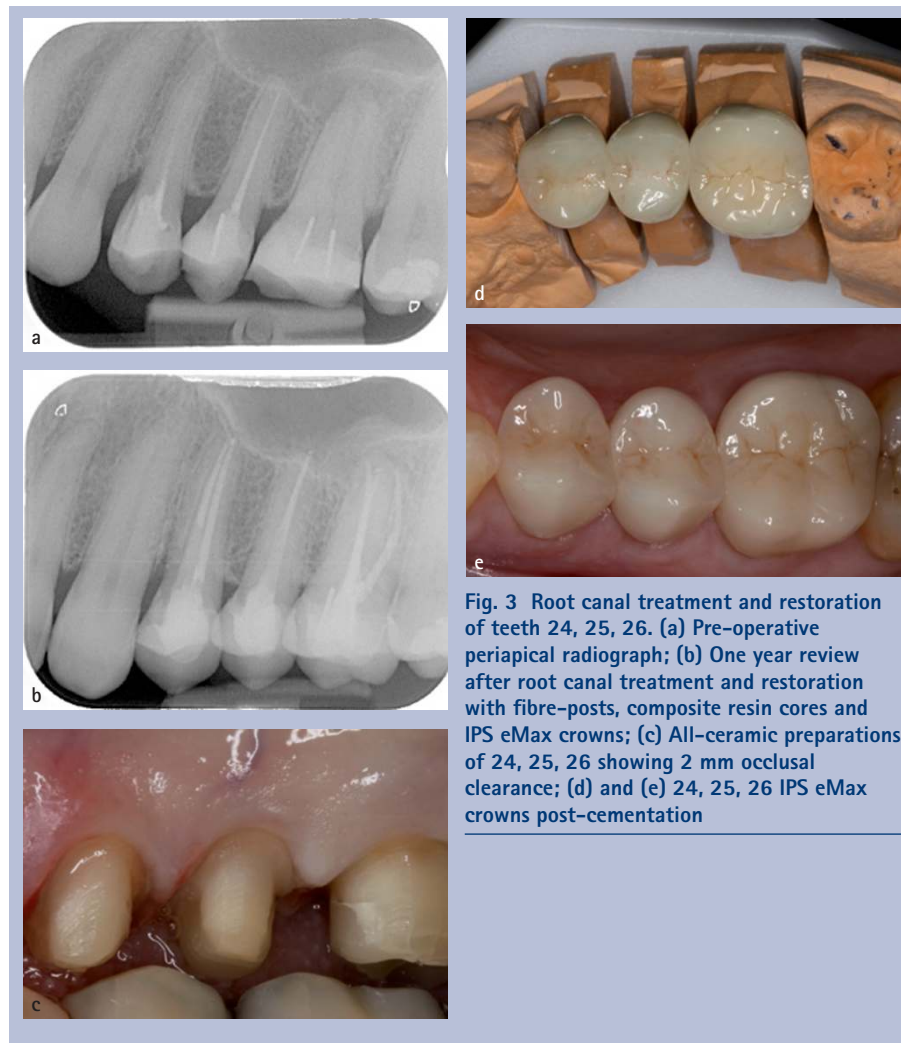 a
b
c
d
e
Fig. 3 Root canal treatment and restoration
of teeth 24, 25, 26. (a) Pre-operative
periapical radiograph; (b) One year review
after root canal treatment and restoration
with fibre-posts, composite resin cores and
IPS eMax crowns; (c) All-ceramic preparations
of 24, 25, 26 showing 2 mm occlusal
clearance; (d) and (e) 24, 25, 26 IPS eMax
crowns post-cementation